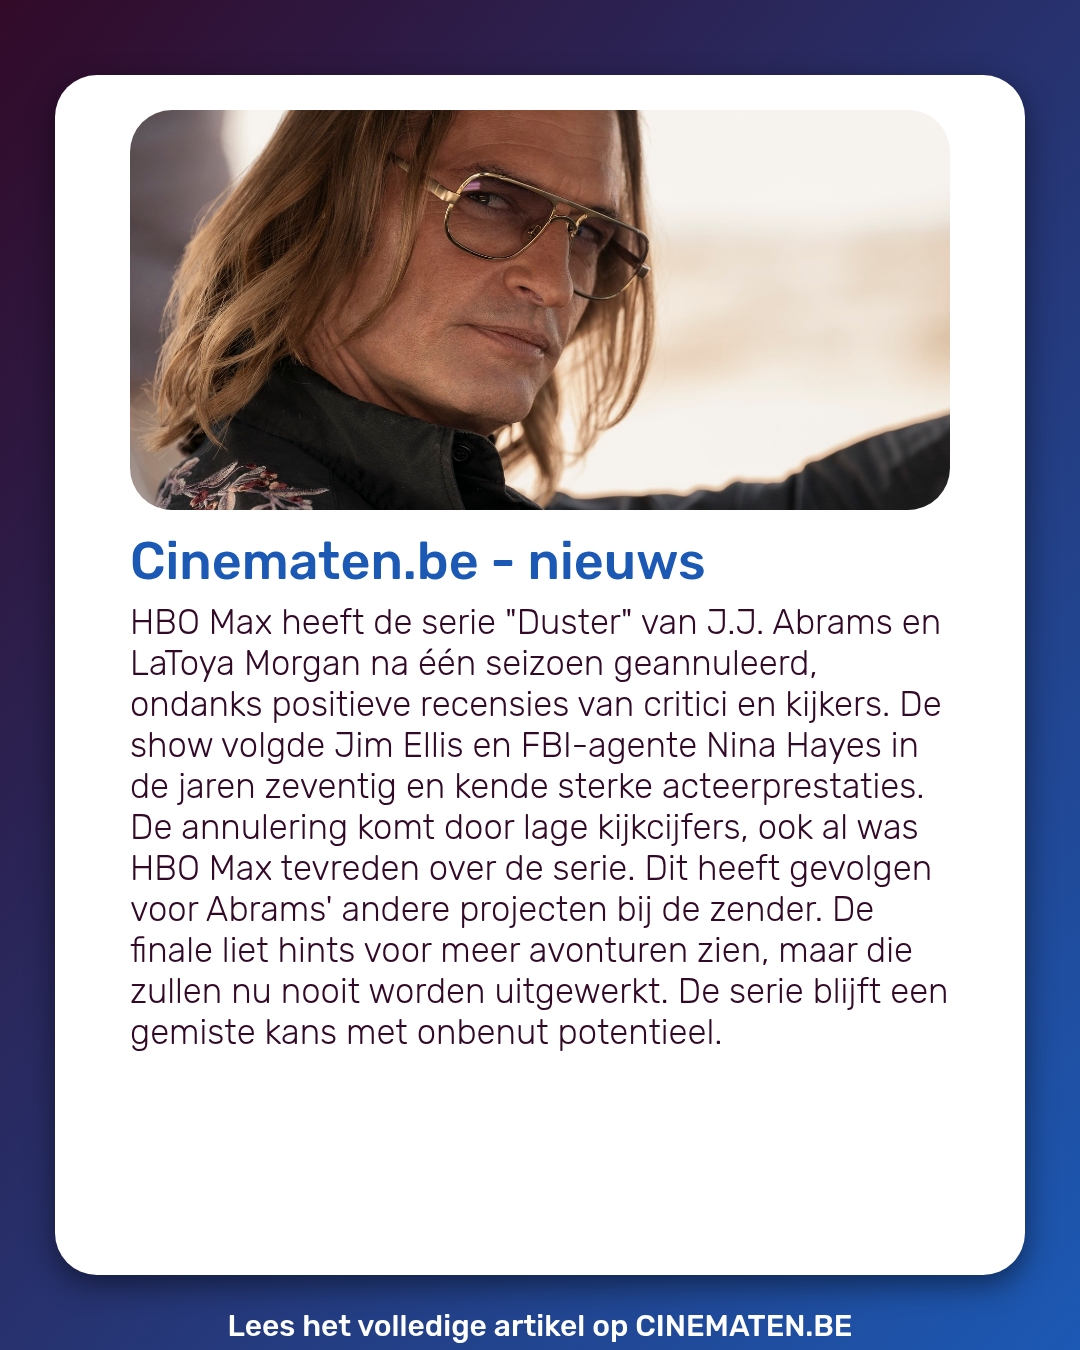 Cinematen.be - nieuws
HBO Max heeft de serie "Duster" van J.J. Abrams en
LaToya Morgan na één seizoen geannuleerd,
ondanks positieve recensies van critici en kijkers. De
show volgde Jim Ellis en FBI-agente Nina Hayes in
de jaren zeventig en kende sterke acteerprestaties.
De annulering komt door lage kijkcijfers, ook al was
HBO Max tevreden over de serie. Dit heeft gevolgen
voor Abrams' andere projecten bij de zender. De
finale liet hints voor meer avonturen zien, maar die
zullen nu nooit worden uitgewerkt. De serie blijft een
gemiste kans met onbenut potentieel.
Lees het volledige artikel op CINEMATEN.BE